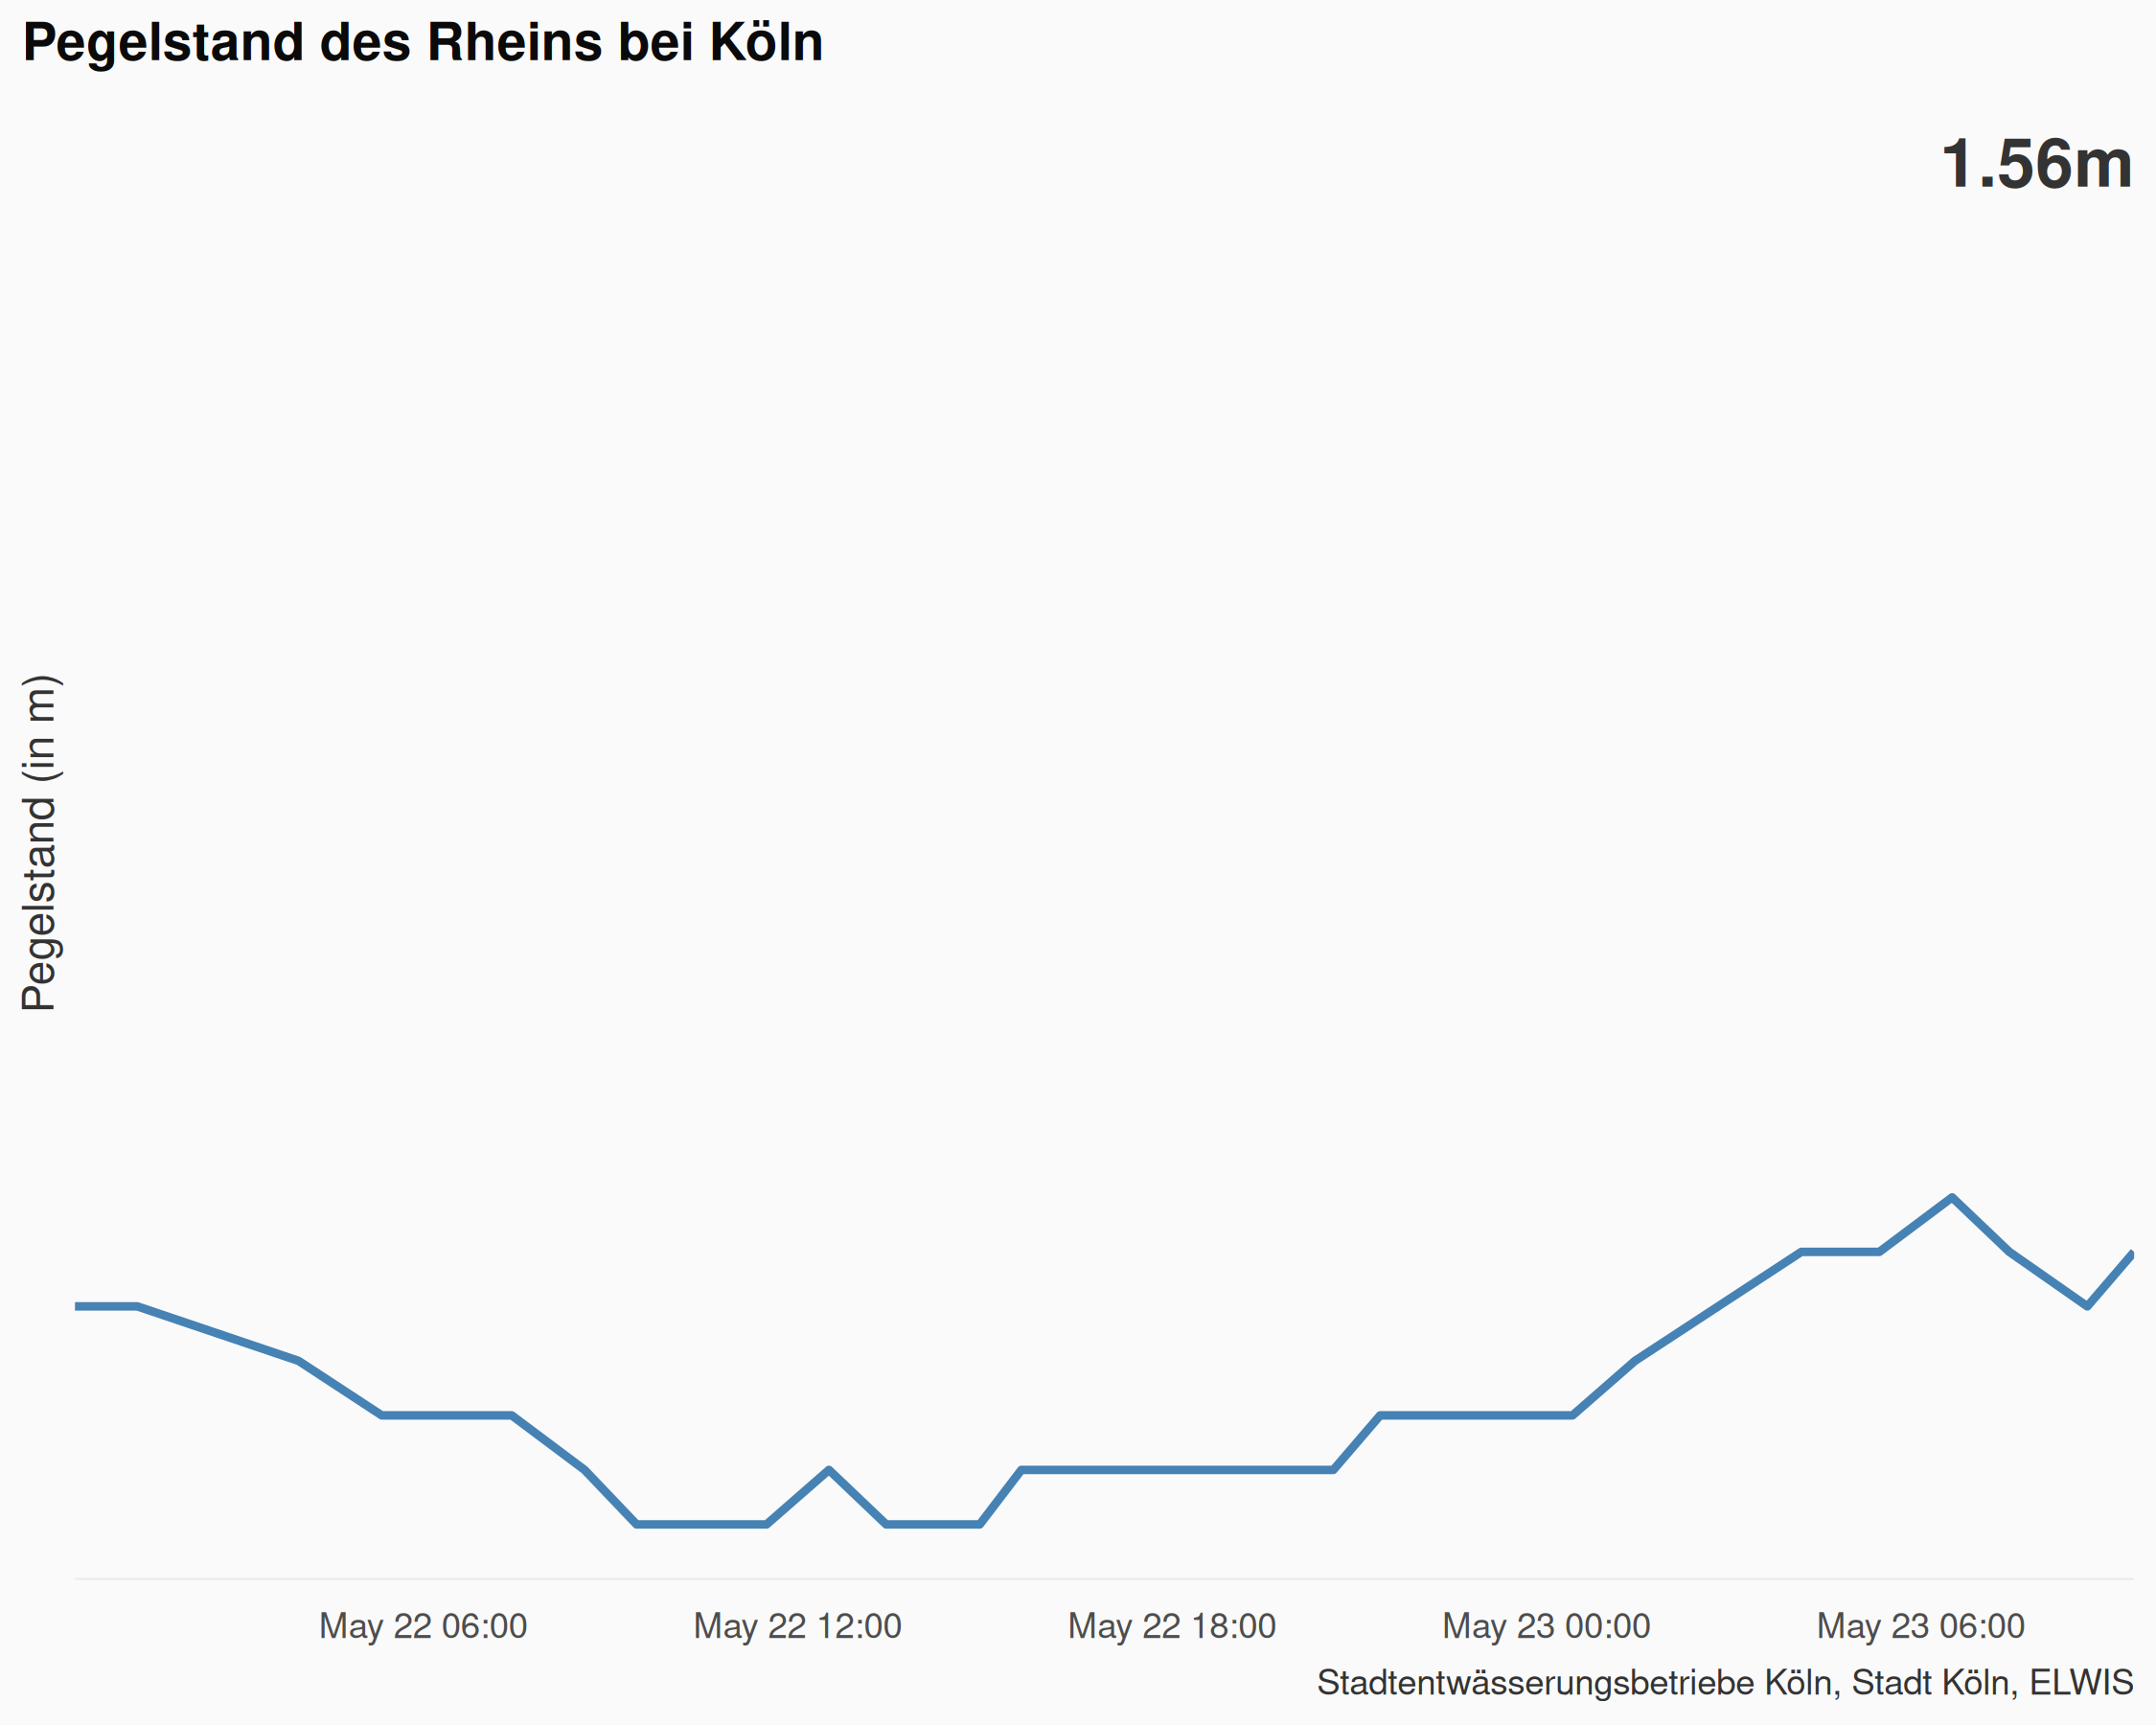 Pegelstand des Rheins bei Köln
1.56m
Pegelstand (in m)
May 22 06:00
May 22 12:00
May 22 18:00
May 23 00:00
May 23 06:00
Stadtentwässerungsbetriebe Köln, Stadt Köln, ELWIS